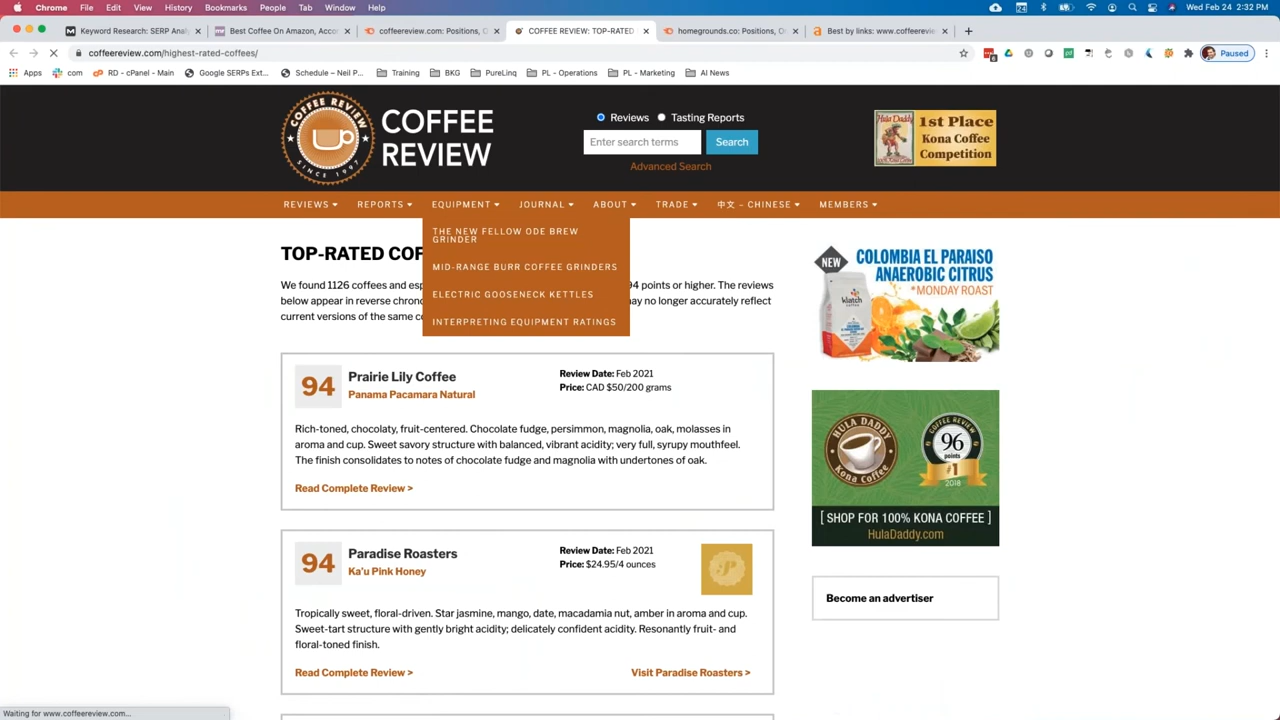 Chrome File Edit View History Bookmarks People Tab Window Help
Wed Feb 24 2:32 PM
Keyword Research: SERP Anal
Best Coffee On Amazon, Acco
coffeereview.com: Positions, C
COFFEE REVIEW: TOP-RATED
homegrounds.co: Positions, O
Best by links: www.coffeerevie
coffeereview.com/highest-rated-coffees/
Paused
Apps com RD - cPanel - Main Google SERPs Ext... Schedule – Neil P... Training BKG PureLinq PL - Operations PL - Marketing AI News
COFFEE REVIEW
SINCE 1997
COFFEE
REVIEW
Reviews Tasting Reports
Enter search terms Search
Advanced Search
Hula Daddy
1st Place
Kona Coffee
Competition
REVIEWS REPORTS EQUIPMENT JOURNAL ABOUT TRADE 中文 – CHINESE MEMBERS
THE NEW FELLOW ODE BREW
GRINDER
MID-RANGE BURR COFFEE GRINDERS
ELECTRIC GOOSENECK KETTLES
INTERPRETING EQUIPMENT RATINGS
TOP-RATED COF
We found 1126 coffees and esp 94 points or higher. The reviews
below appear in reverse chrono may no longer accurately reflect
current versions of the same co
94
Prairie Lily Coffee
Panama Pacamara Natural
Review Date: Feb 2021
Price: CAD $50/200 grams
Rich-toned, chocolaty, fruit-centered. Chocolate fudge, persimmon, magnolia, oak, molasses in
aroma and cup. Sweet savory structure with balanced, vibrant acidity; very full, syrupy mouthfeel.
The finish consolidates to notes of chocolate fudge and magnolia with undertones of oak.
Read Complete Review >
94
Paradise Roasters
Ka'u Pink Honey
Review Date: Feb 2021
Price: $24.95/4 ounces
Tropically sweet, floral-driven. Star jasmine, mango, date, macadamia nut, amber in aroma and cup.
Sweet-tart structure with gently bright acidity; delicately confident acidity. Resonantly fruit- and
floral-toned finish.
Read Complete Review >
Visit Paradise Roasters >
NEW
COLOMBIA EL PARAISO
ANAEROBIC CITRUS
*MONDAY ROAST
Klatch
HULA DADDY
Kona Coffee
COFFEE REVIEW
96
points
#1
2018
[ SHOP FOR 100% KONA COFFEE ]
HulaDaddy.com
Become an advertiser
Waiting for www.coffeereview.com...